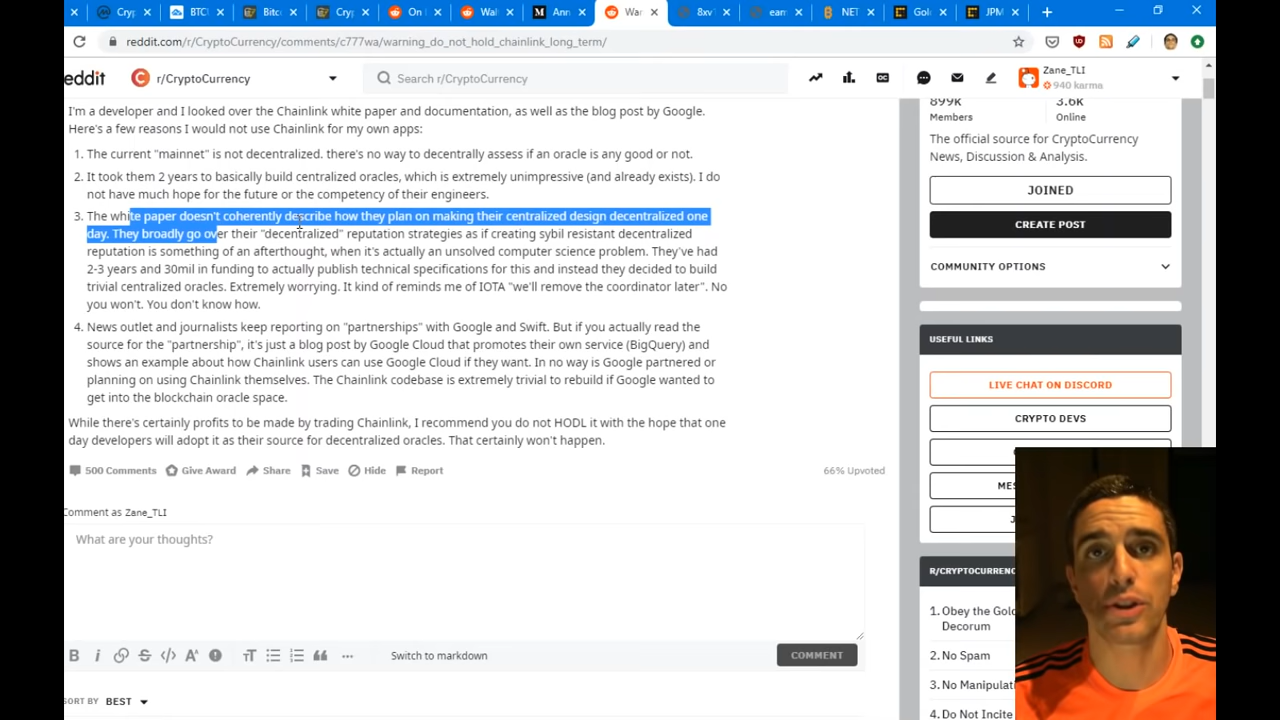 Cryp
BTC!
Bitc
Cry
On
Wal
Ann
War
8xv
ear
NET
Gol
JPM
reddit.com/r/CryptoCurrency/comments/c777wa/warning_do_not_hold_chainlink_long_term/
eddit
r/CryptoCurrency
Search r/CryptoCurrency
Zane_TLI
940 karma
I'm a developer and I looked over the Chainlink white paper and documentation, as well as the blog post by Google.
Here's a few reasons I would not use Chainlink for my own apps:
1. The current "mainnet" is not decentralized. there's no way to decentrally assess if an oracle is any good or not.
2. It took them 2 years to basically build centralized oracles, which is extremely unimpressive (and already exists). I do
not have much hope for the future or the competency of their engineers.
3. The white paper doesn't coherently describe how they plan on making their centralized design decentralized one
day. They broadly go over their "decentralized" reputation strategies as if creating sybil resistant decentralized
reputation is something of an afterthought, when it's actually an unsolved computer science problem. They've had
2-3 years and 30mil in funding to actually publish technical specifications for this and instead they decided to build
trivial centralized oracles. Extremely worrying. It kind of reminds me of IOTA "we'll remove the coordinator later". No
you won't. You don't know how.
4. News outlet and journalists keep reporting on "partnerships" with Google and Swift. But if you actually read the
source for the "partnership", it's just a blog post by Google Cloud that promotes their own service (BigQuery) and
shows an example about how Chainlink users can use Google Cloud if they want. In no way is Google partnered or
planning on using Chainlink themselves. The Chainlink codebase is extremely trivial to rebuild if Google wanted to
get into the blockchain oracle space.
While there's certainly profits to be made by trading Chainlink, I recommend you do not HODL it with the hope that one
day developers will adopt it as their source for decentralized oracles. That certainly won't happen.
500 Comments
Give Award
Share
Save
Hide
Report
66% Upvoted
Comment as Zane_TLI
What are your thoughts?
B
i
Switch to markdown
COMMENT
SORT BY BEST
899K
3.6K
Members
Online
The official source for CryptoCurrency
News, Discussion & Analysis.
JOINED
CREATE POST
COMMUNITY OPTIONS
USEFUL LINKS
LIVE CHAT ON DISCORD
CRYPTO DEVS
MES
J
R/CRYPTOCURRENC
1. Obey the Gol
Decorum
2. No Spam
3. No Manipulat
4. Do Not Incite